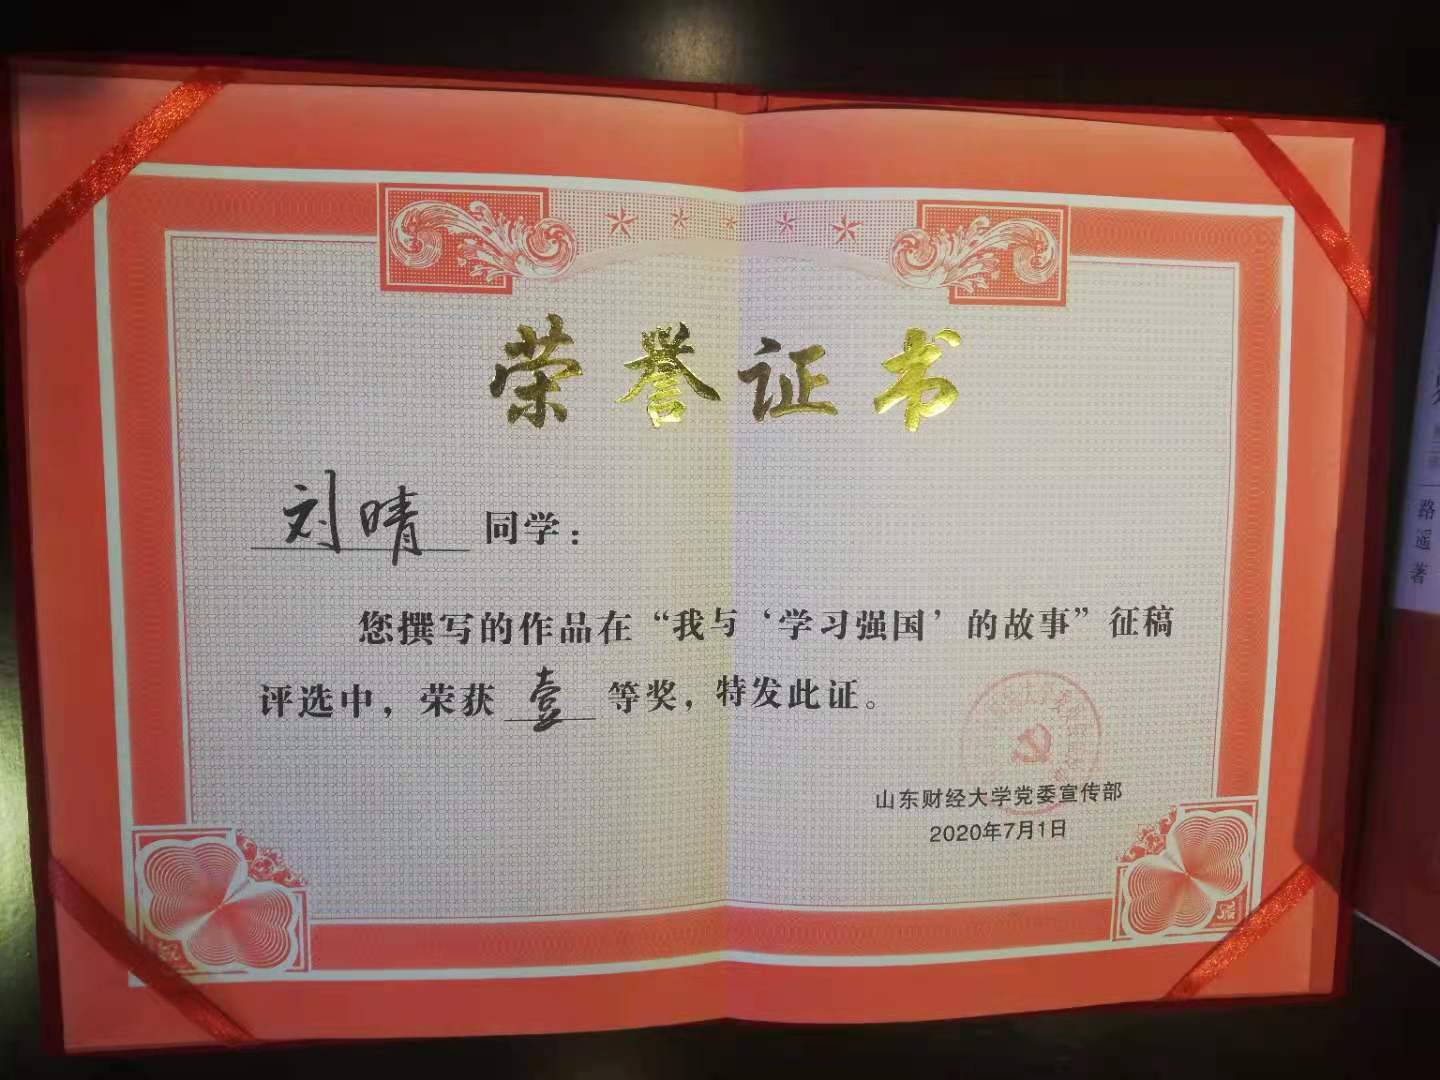 荣誉证书
刘晴 同学：
您撰写的作品在“我与‘学习强国’的故事”征稿
评选中，荣获 壹 等奖，特发此证。
山东财经大学党委宣传部
2020年7月1日
路遥 著